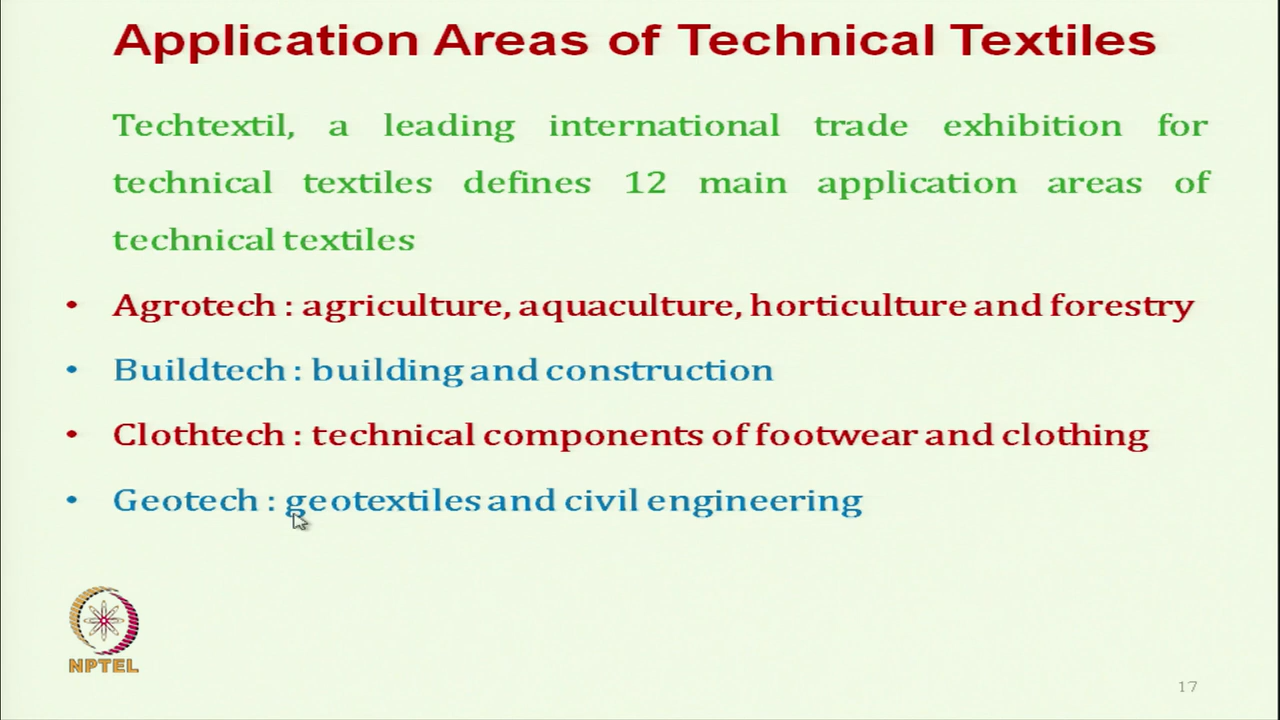 Application Areas of Technical Textiles
Techtextil, a leading international trade exhibition for
technical textiles defines 12 main application areas of
technical textiles
• Agrotech : agriculture, aquaculture, horticulture and forestry
• Buildtech : building and construction
• Clothtech : technical components of footwear and clothing
• Geotech : geotextiles and civil engineering
NPTEL
17